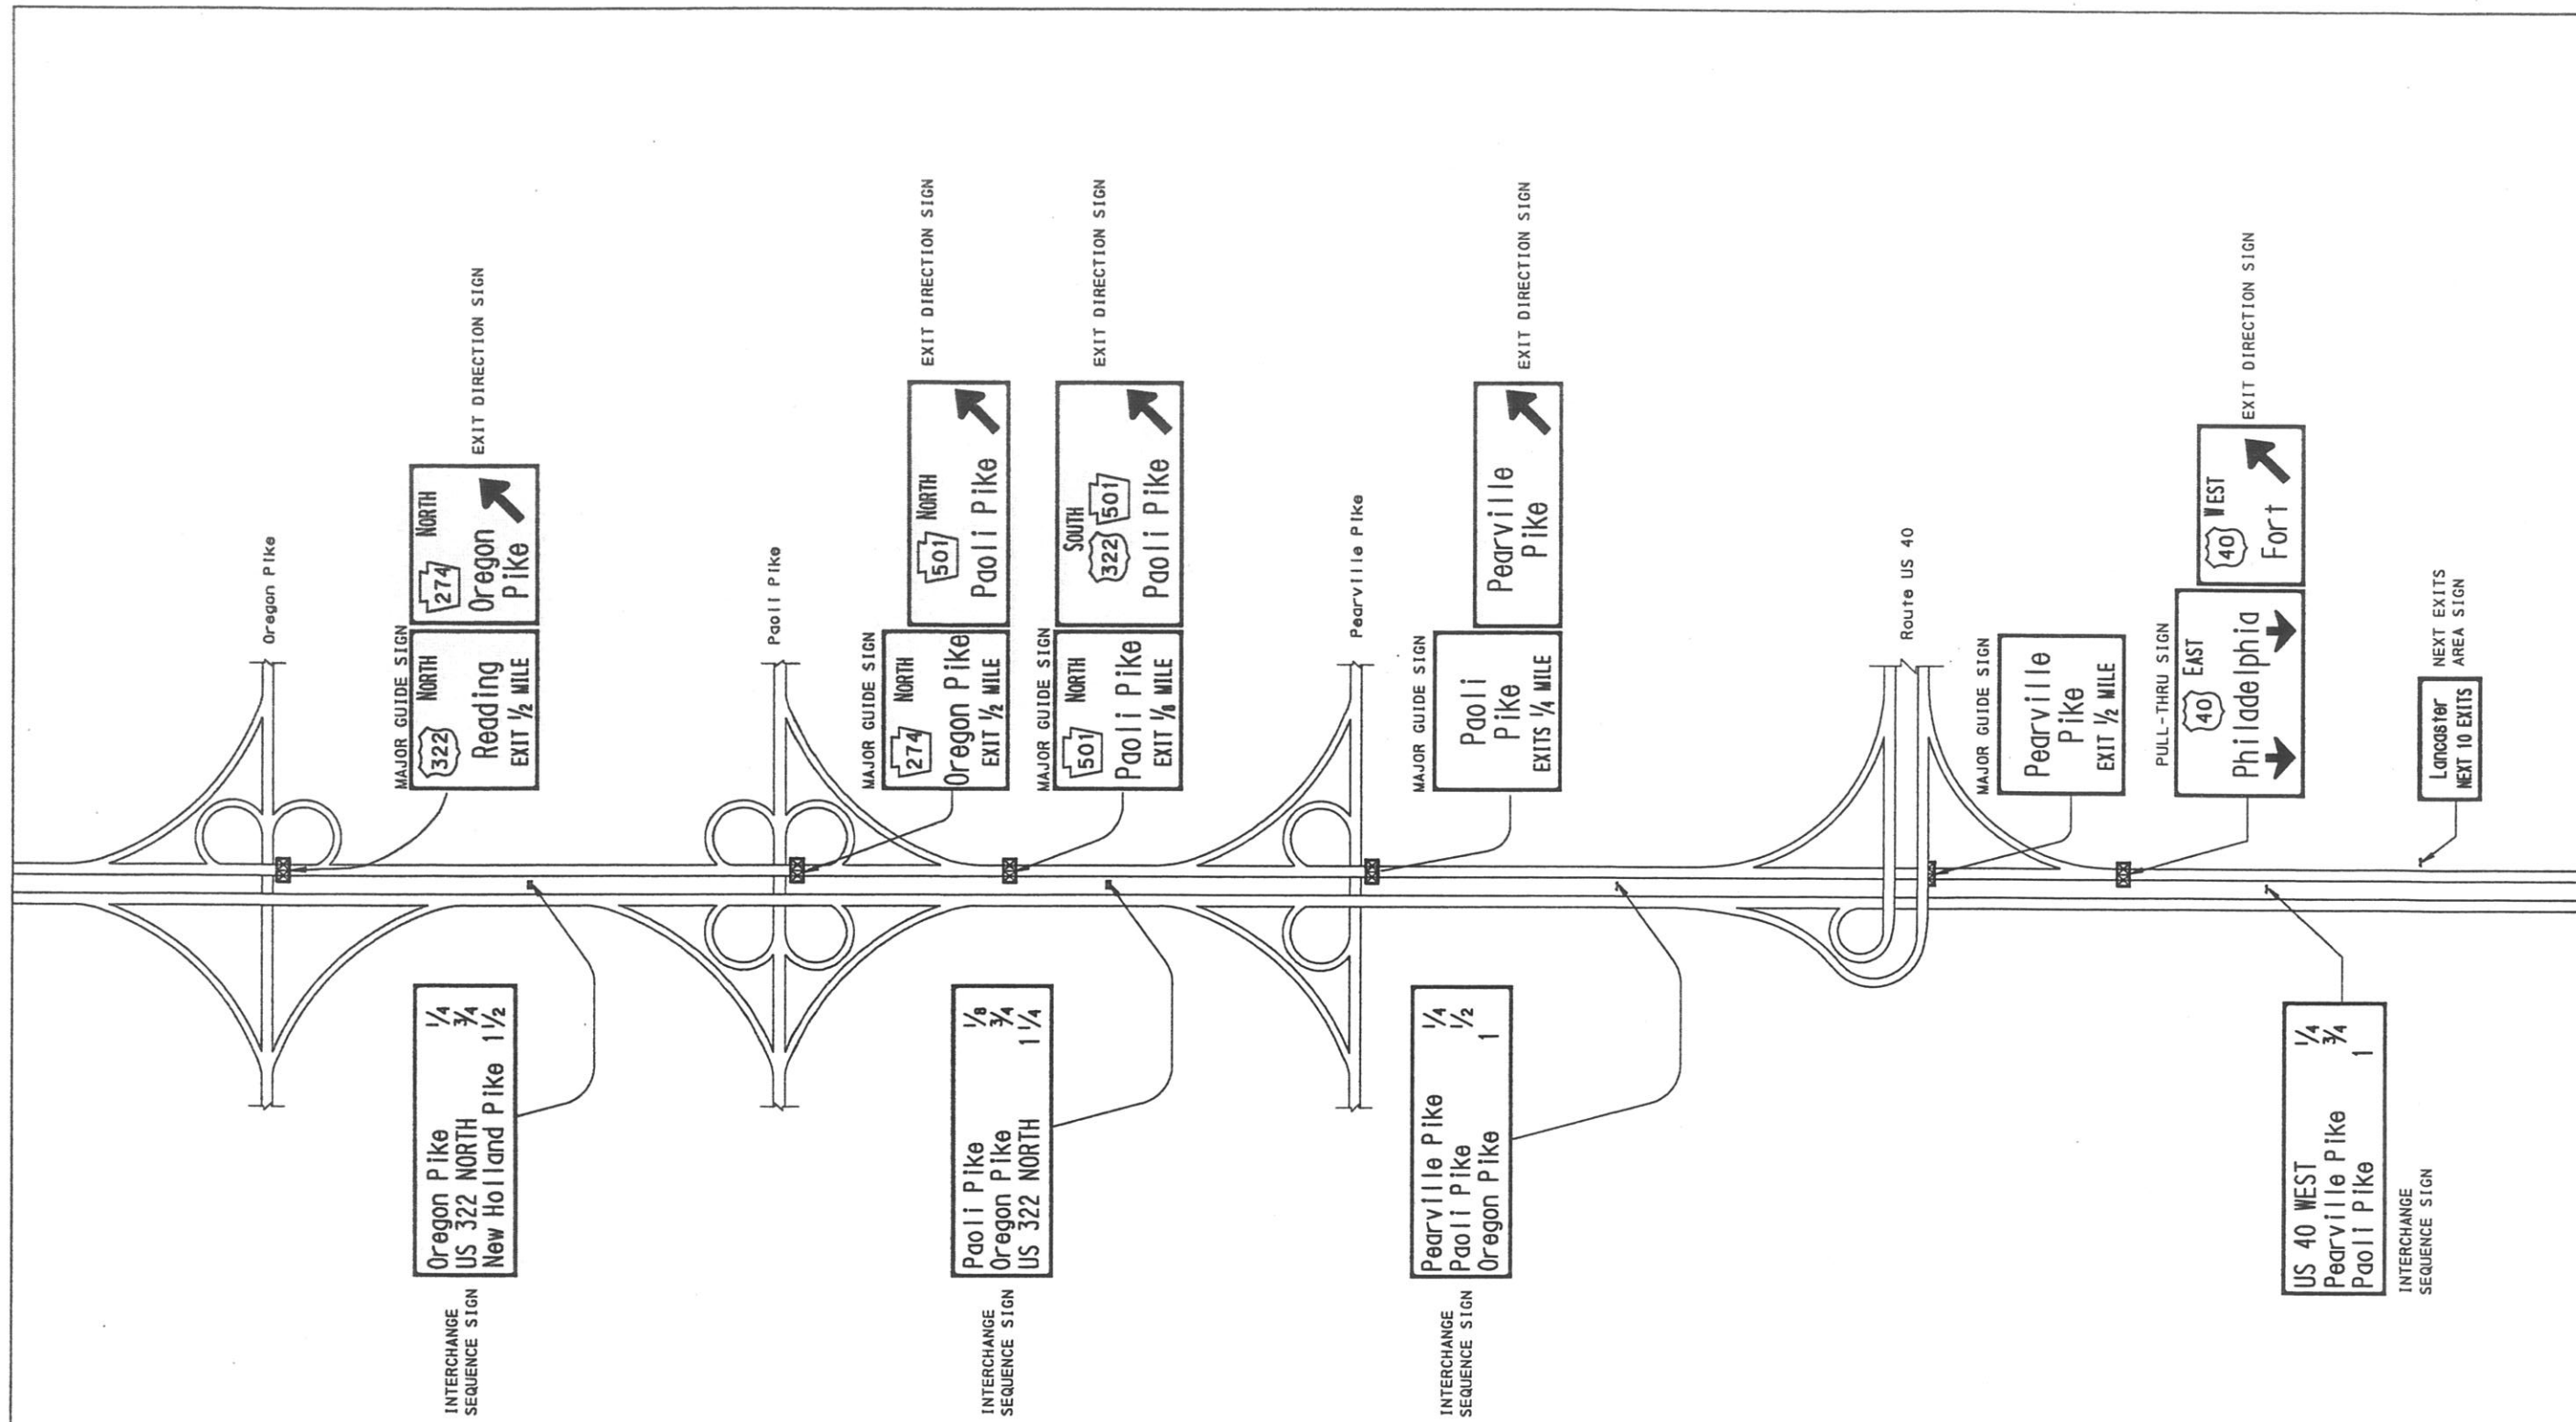 Oregon Pike
EXIT DIRECTION SIGN
274 NORTH
Oregon
Pike
MAJOR GUIDE SIGN
322 NORTH
Reading
EXIT 1/2 MILE
Oregon Pike 1/4
US 322 NORTH 3/4
New Holland Pike 1 1/2
INTERCHANGE
SEQUENCE SIGN
Paoli Pike
EXIT DIRECTION SIGN
501 NORTH
Paoli Pike
MAJOR GUIDE SIGN
274 NORTH
Oregon Pike
EXIT 1/2 MILE
EXIT DIRECTION SIGN
SOUTH
322 501
Paoli Pike
MAJOR GUIDE SIGN
501 NORTH
Paoli Pike
EXIT 1/8 MILE
Paoli Pike 1/8
Oregon Pike 3/4
US 322 NORTH 1 1/4
INTERCHANGE
SEQUENCE SIGN
Pearville Pike
EXIT DIRECTION SIGN
Pearville
Pike
MAJOR GUIDE SIGN
Paoli
Pike
EXITS 1/4 MILE
Pearville Pike 1/4
Paoli Pike 1/2
Oregon Pike 1
INTERCHANGE
SEQUENCE SIGN
Route US 40
MAJOR GUIDE SIGN
Pearville
Pike
EXIT 1/2 MILE
EXIT DIRECTION SIGN
40 WEST
Fort
PULL-THRU SIGN
40 EAST
Philadelphia
NEXT EXITS
AREA SIGN
Lancaster
NEXT 10 EXITS
US 40 WEST 1/4
Pearville Pike 3/4
Paoli Pike 1
INTERCHANGE
SEQUENCE SIGN